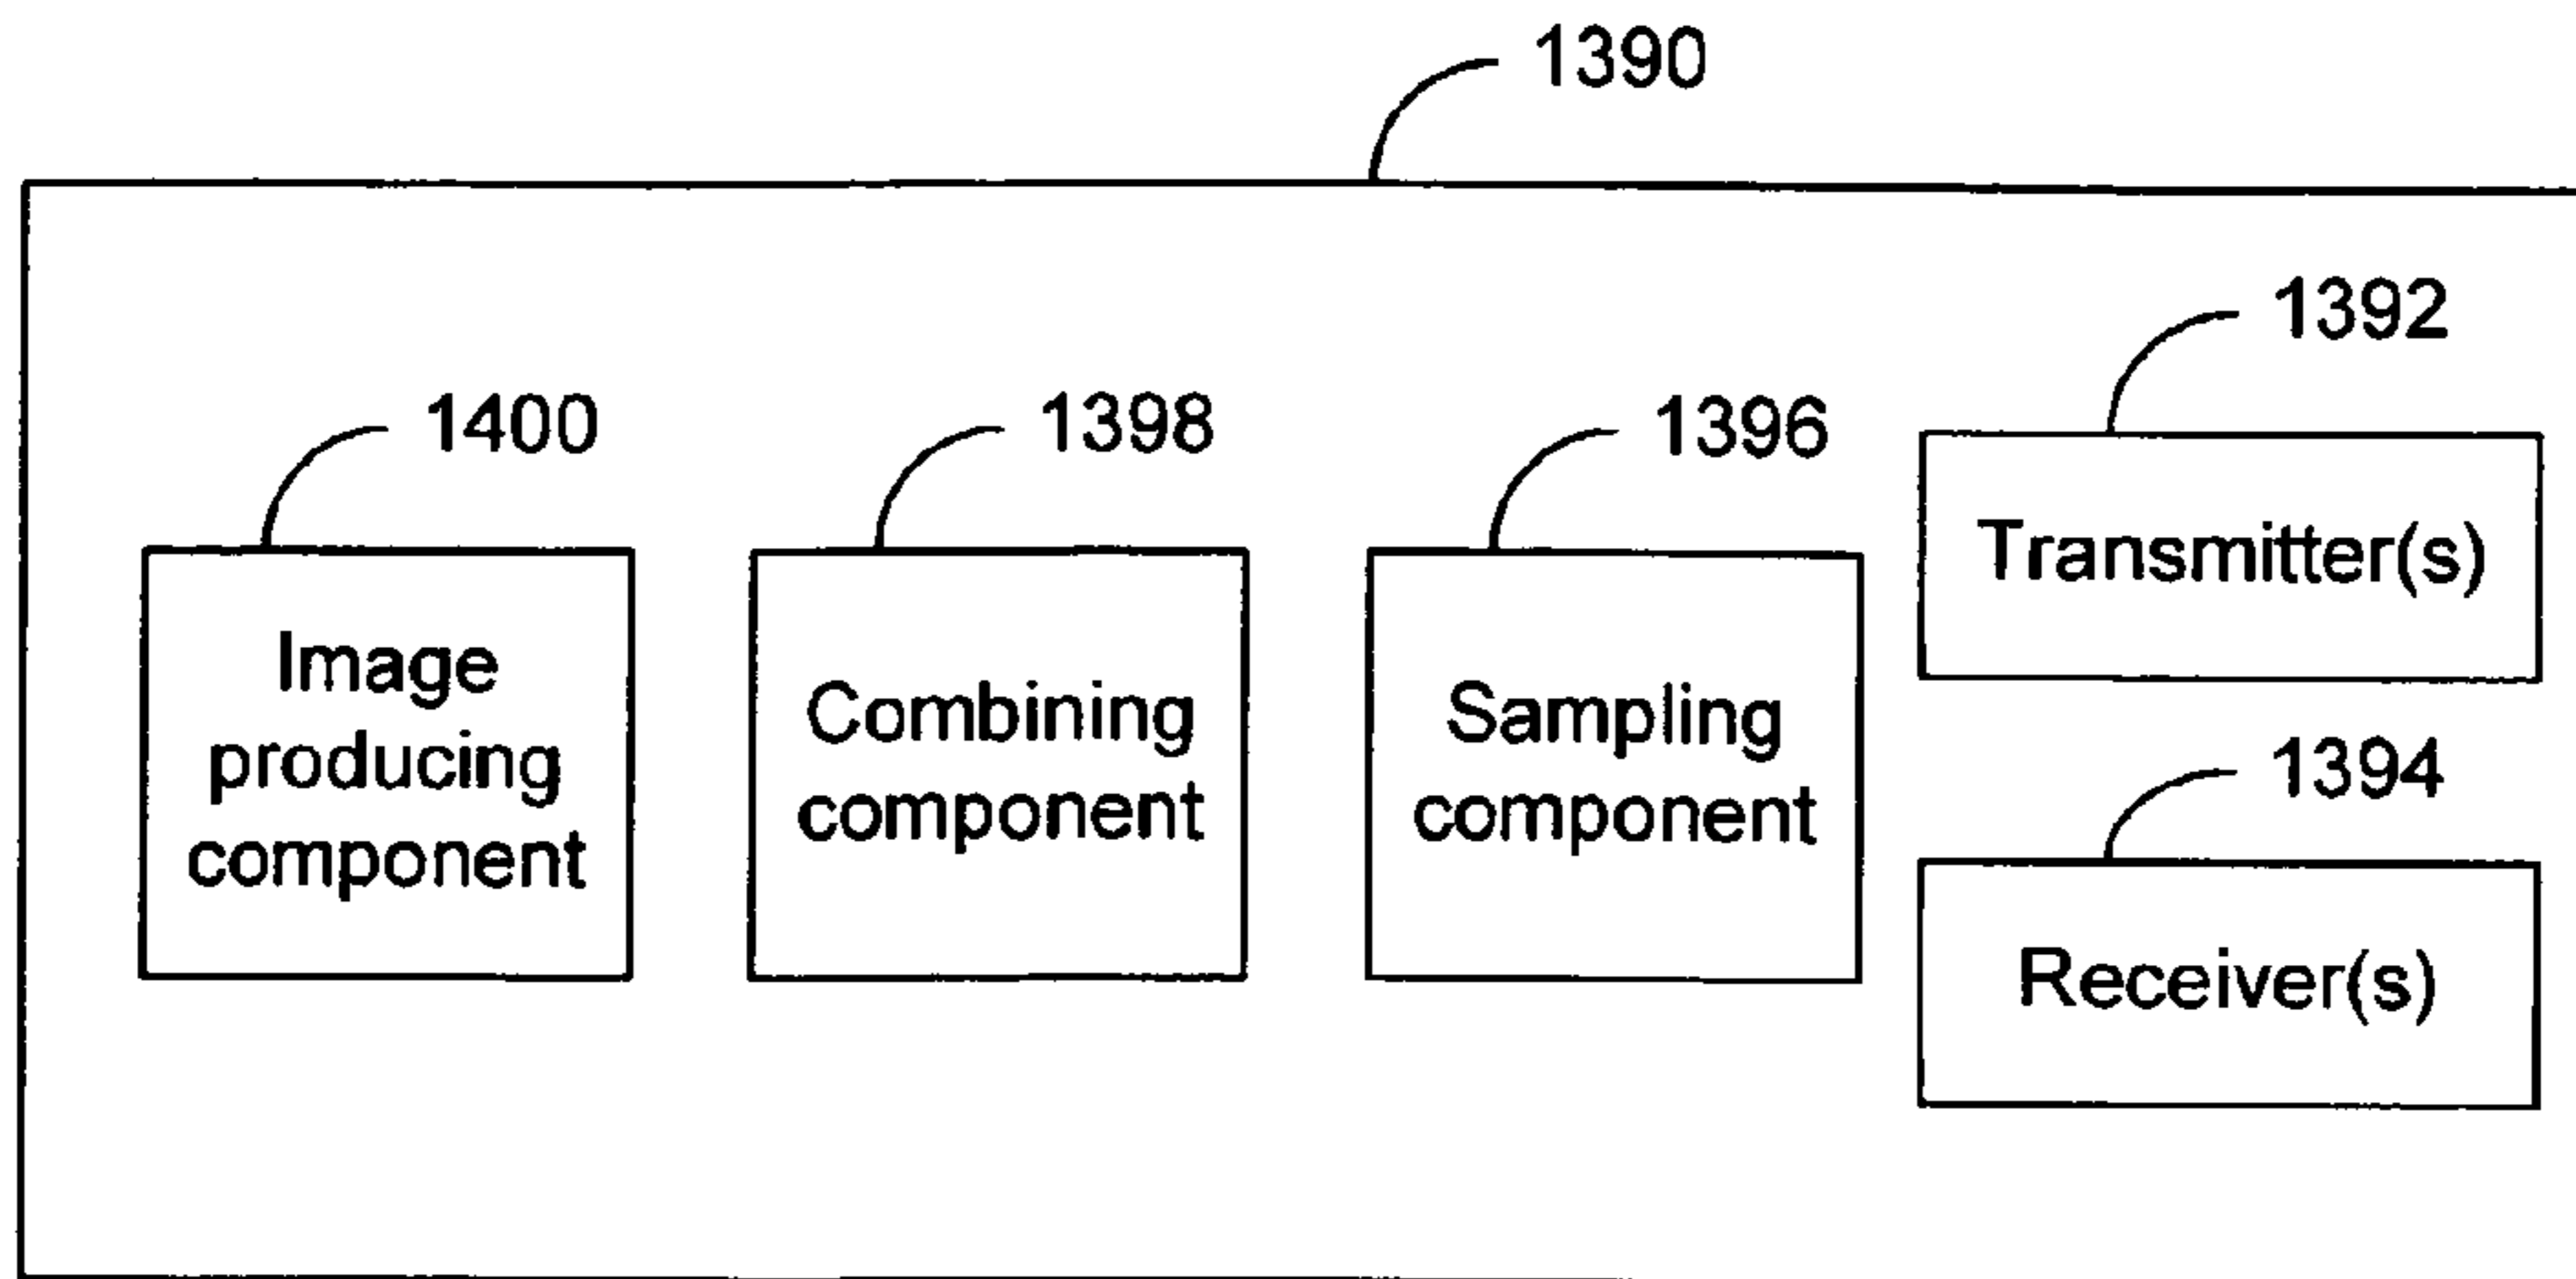 1390
1392
1400
1398
1396
Transmitter(s)
Image
producing
component
Combining
component
Sampling
component
1394
Receiver(s)